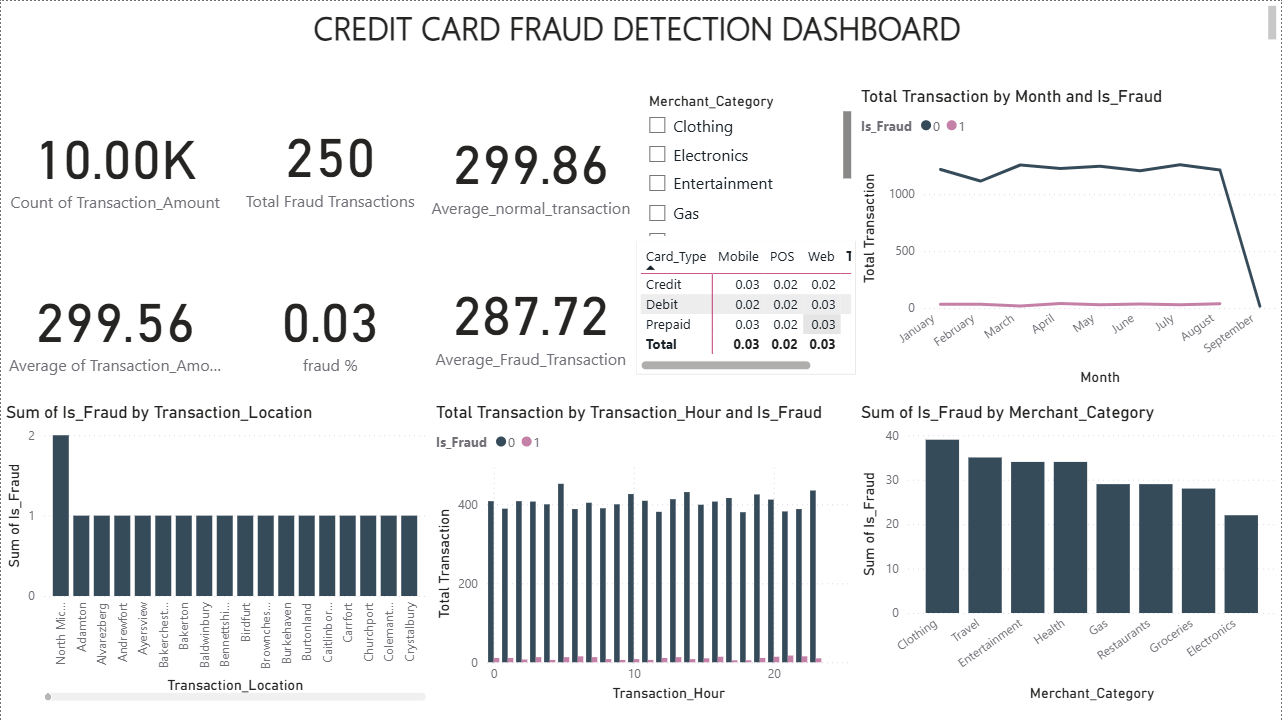 CREDIT CARD FRAUD DETECTION DASHBOARD
10.00K
Count of Transaction_Amount
250
Total Fraud Transactions
299.86
Average_normal_transaction
299.56
Average of Transaction_Amo...
0.03
fraud %
287.72
Average_Fraud_Transaction
Merchant_Category
Clothing
Electronics
Entertainment
Gas
Card_Type Mobile POS Web T
Credit 0.03 0.02 0.02
Debit 0.02 0.02 0.03
Prepaid 0.03 0.02 0.03
Total 0.03 0.02 0.03
Total Transaction by Month and Is_Fraud
Is_Fraud 0 1
Total Transaction
1000
500
0
January
February
March
April
May
June
July
August
September
Month
Sum of Is_Fraud by Transaction_Location
Sum of Is_Fraud
2
1
0
North Mic...
Adamton
Alvarezberg
Andrewfort
Ayersview
Bakerchest...
Bakerton
Baldwinbury
Bennettshi...
Birdfurt
Brownches...
Burkehaven
Burtonland
Caitlinbor...
Carrfort
Churchport
Colemant...
Crystalbury
Transaction_Location
Total Transaction by Transaction_Hour and Is_Fraud
Is_Fraud 0 1
Total Transaction
400
200
0
0 10 20
Transaction_Hour
Sum of Is_Fraud by Merchant_Category
Sum of Is_Fraud
40
30
20
10
0
Clothing
Travel
Entertainment
Health
Gas
Restaurants
Groceries
Electronics
Merchant_Category